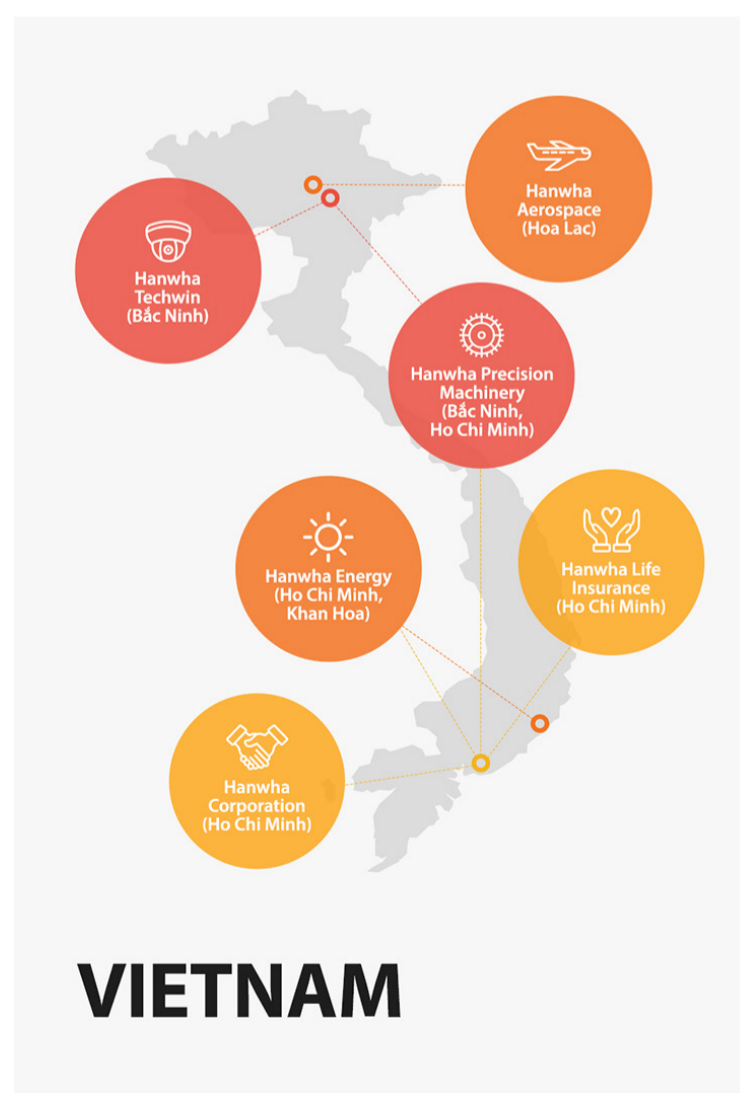 Hanwha
Aerospace
(Hoa Lac)
Hanwha
Techwin
(Bắc Ninh)
Hanwha Precision
Machinery
(Bắc Ninh,
Ho Chi Minh)
Hanwha Energy
(Ho Chi Minh,
Khan Hoa)
Hanwha Life
Insurance
(Ho Chi Minh)
Hanwha
Corporation
(Ho Chi Minh)
VIETNAM